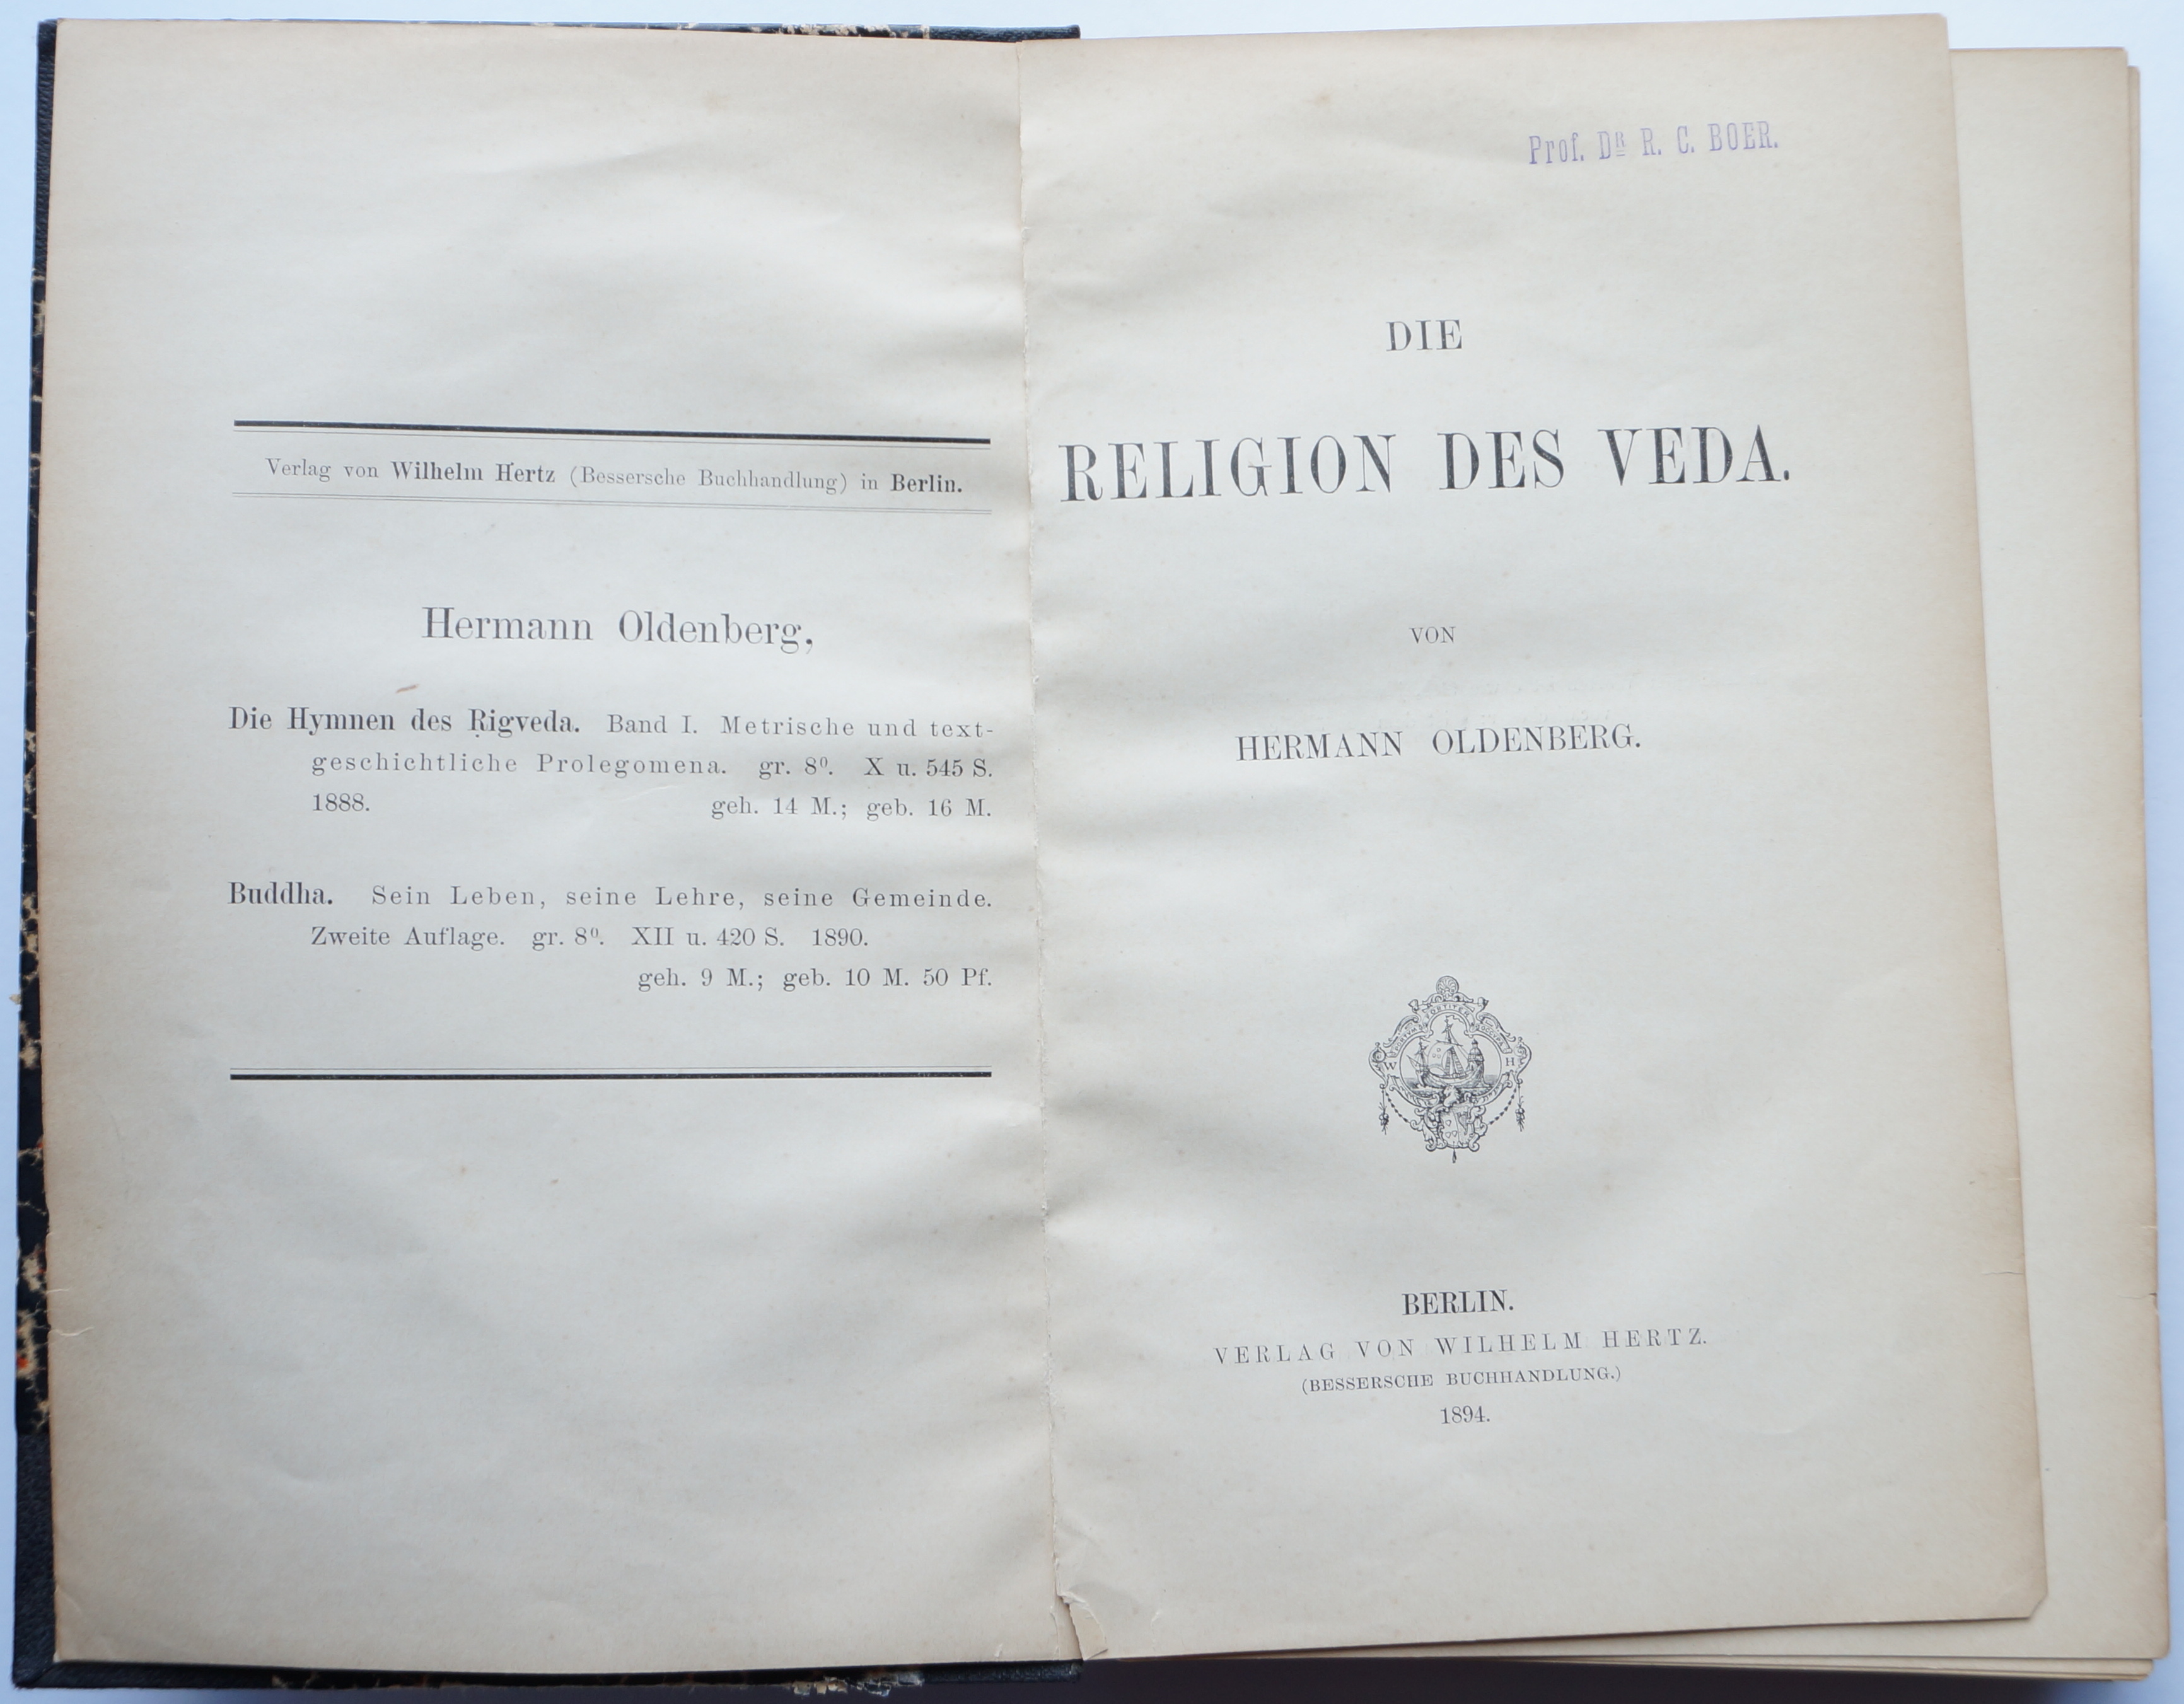 Verlag von Wilhelm Hertz (Bessersche Buchhandlung) in Berlin.
Hermann Oldenberg,
Die Hymnen des Ṛigveda. Band I. Metrische und text-
geschichtliche Prolegomena. gr. 8⁰. X u. 545 S.
1888. geh. 14 M.; geb. 16 M.
Buddha. Sein Leben, seine Lehre, seine Gemeinde.
Zweite Auflage. gr. 8⁰. XII u. 420 S. 1890.
geh. 9 M.; geb. 10 M. 50 Pf.
Prof. Dᴿ R. C. BOER.
DIE
RELIGION DES VEDA.
VON
HERMANN OLDENBERG.
FORTITER
W H
BERLIN.
VERLAG VON WILHELM HERTZ.
(BESSERSCHE BUCHHANDLUNG.)
1894.